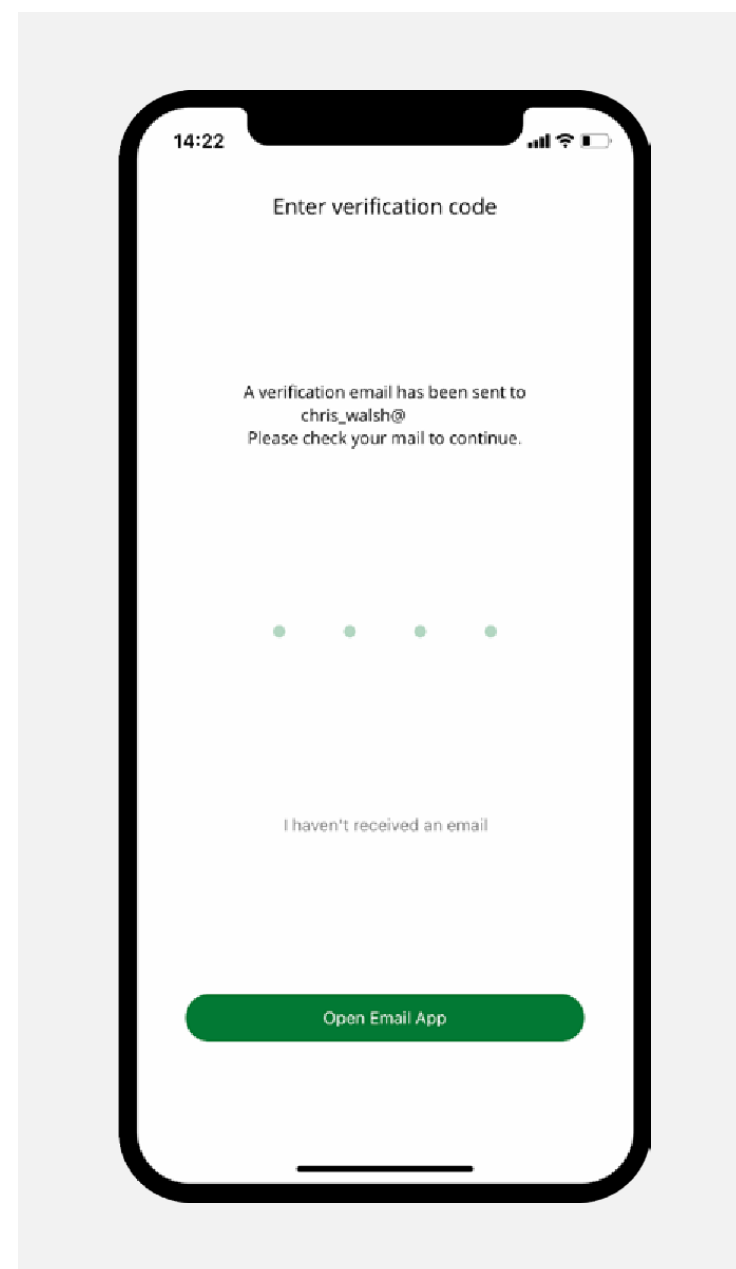 14:22
Enter verification code
A verification email has been sent to
chris_walsh@
Please check your mail to continue.
I haven't received an email
Open Email App